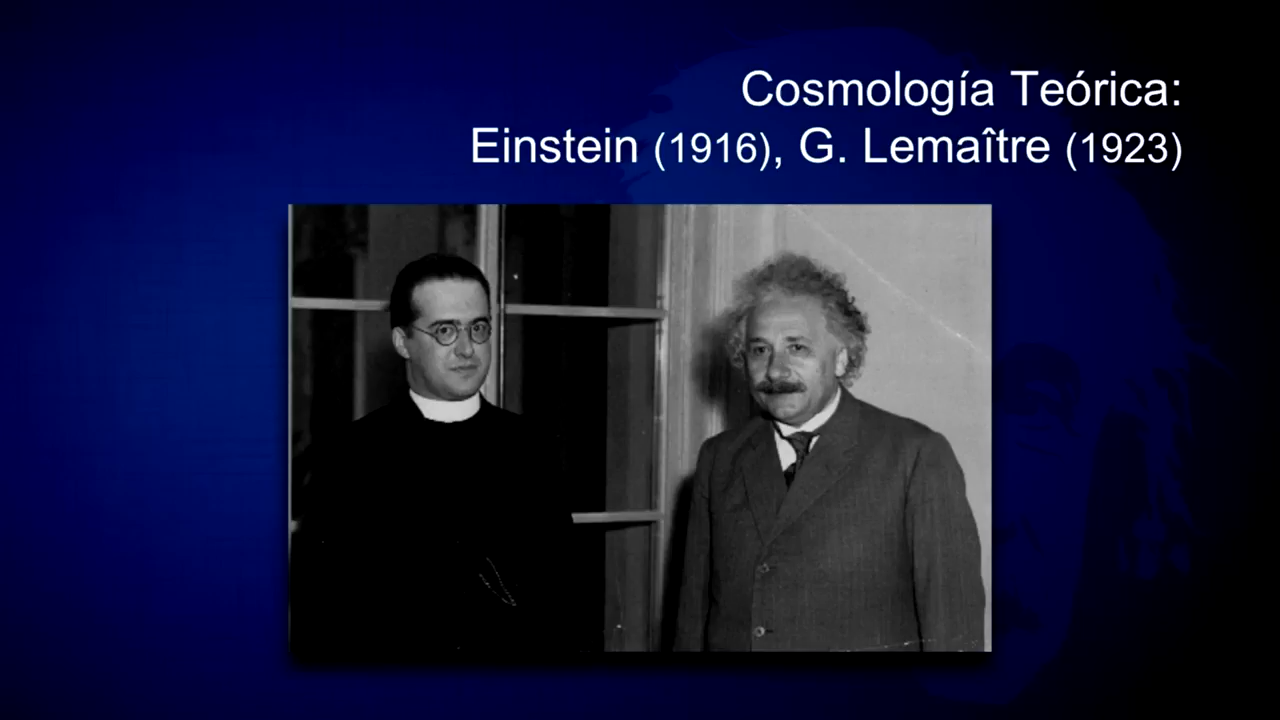 Cosmología Teórica:
Einstein (1916), G. Lemaître (1923)